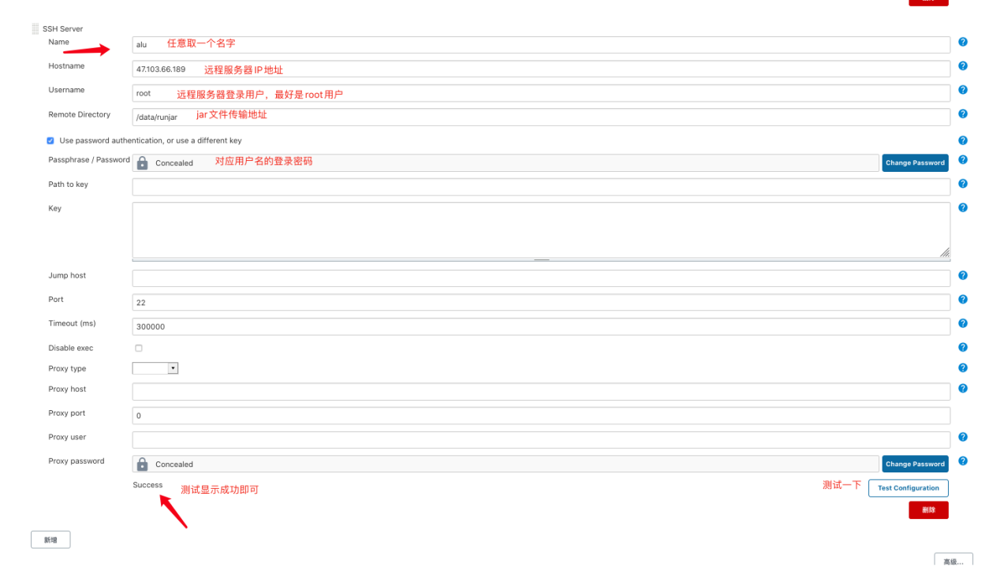 SSH Server
Name
alu 任意取一个名字
Hostname
47.103.66.189 远程服务器IP地址
Username
root 远程服务器登录用户，最好是root用户
Remote Directory
/data/runjar jar文件传输地址
Use password authentication, or use a different key
Passphrase / Password
Concealed 对应用户名的登录密码 Change Password
Path to key
Key
Jump host
Port
22
Timeout (ms)
300000
Disable exec
Proxy type
Proxy host
Proxy port
0
Proxy user
Proxy password
Concealed Change Password
Success 测试显示成功即可 测试一下 Test Configuration
删除
新增
高级...